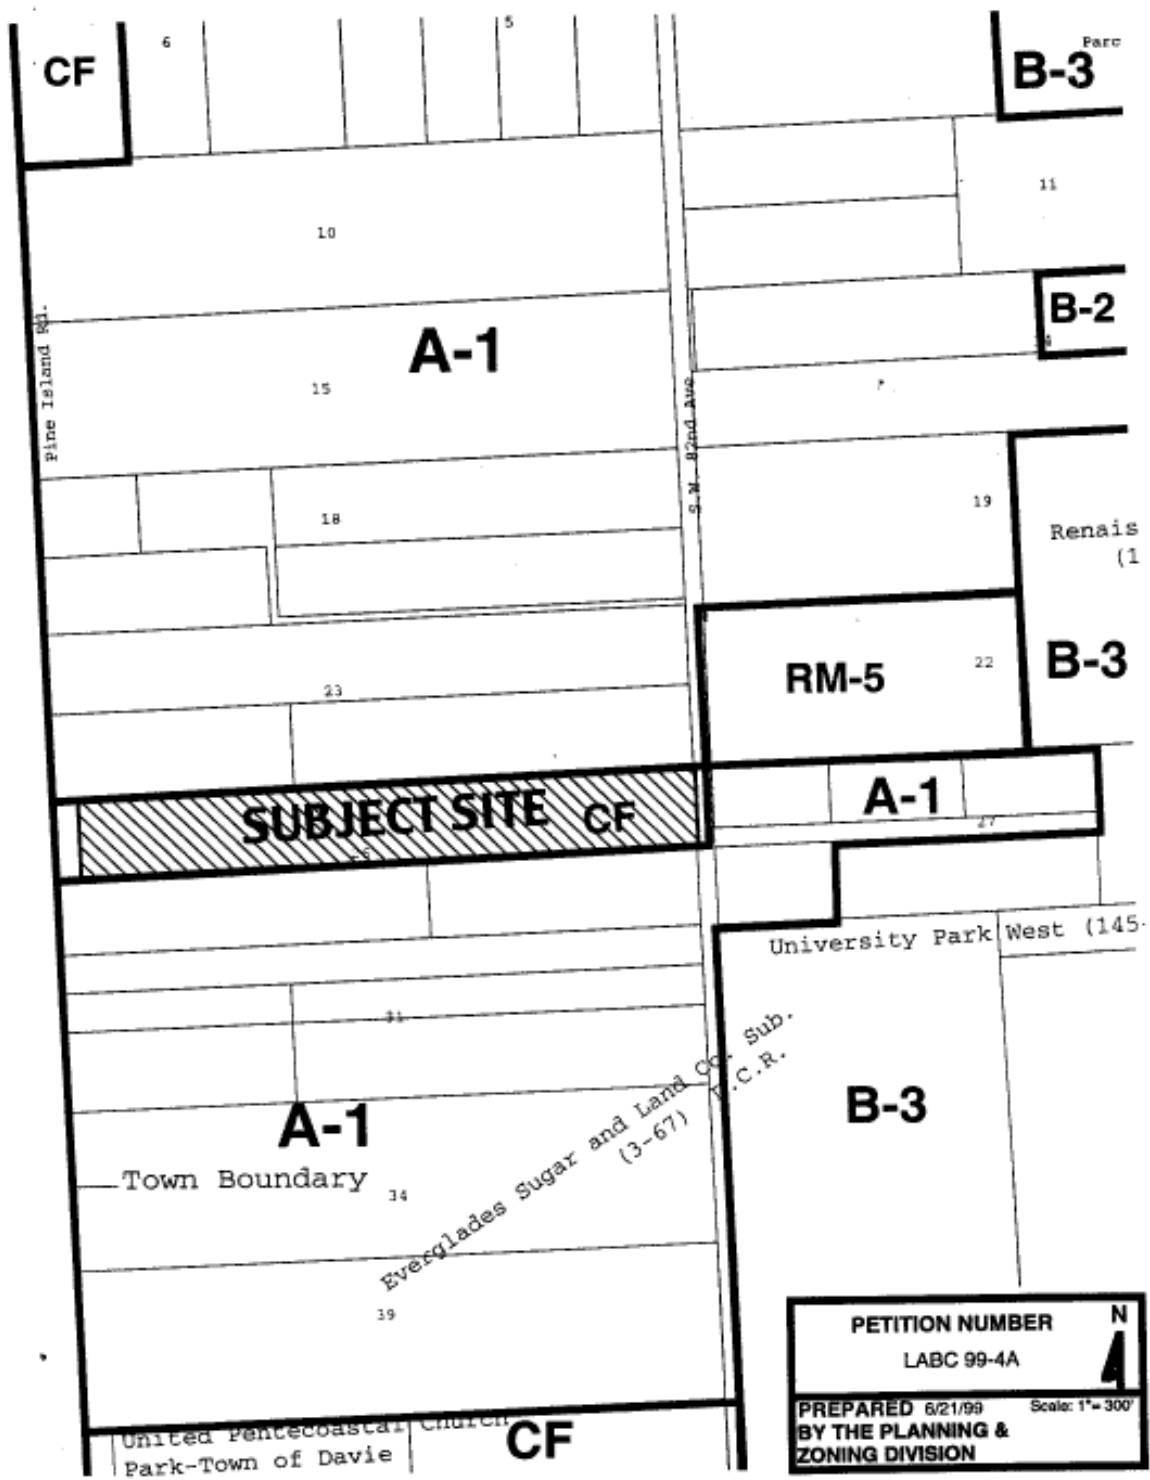 CF
6
5
Parc
B-3
11
10
B-2
Pine Island Rd.
A-1
15
S.W. 82nd Ave
18
19
Renais
(1
23
RM-5
22
B-3
SUBJECT SITE CF
A-1
27
University Park West (145-
31
Everglades Sugar and Land Co. Sub.
(3-67) .C.R.
A-1
B-3
Town Boundary
34
39
PETITION NUMBER
N
LABC 99-4A
PREPARED 6/21/99 Scale: 1"= 300'
BY THE PLANNING &
ZONING DIVISION
United Pentecoastal Church
CF
Park-Town of Davie